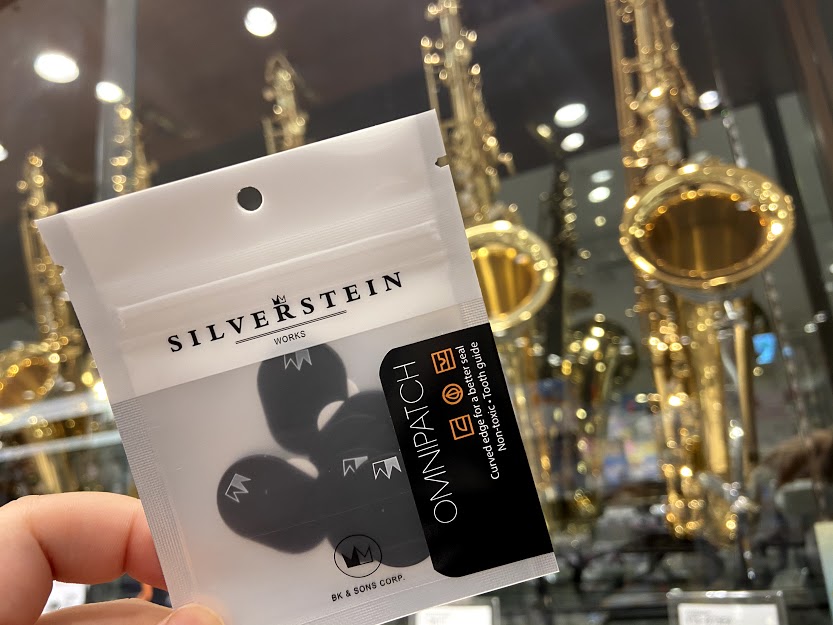 SILVERSTEIN
WORKS
OMNIPATCH
Curved edge for a better seal
Non-toxic • Tooth guide
BK & SONS CORP.